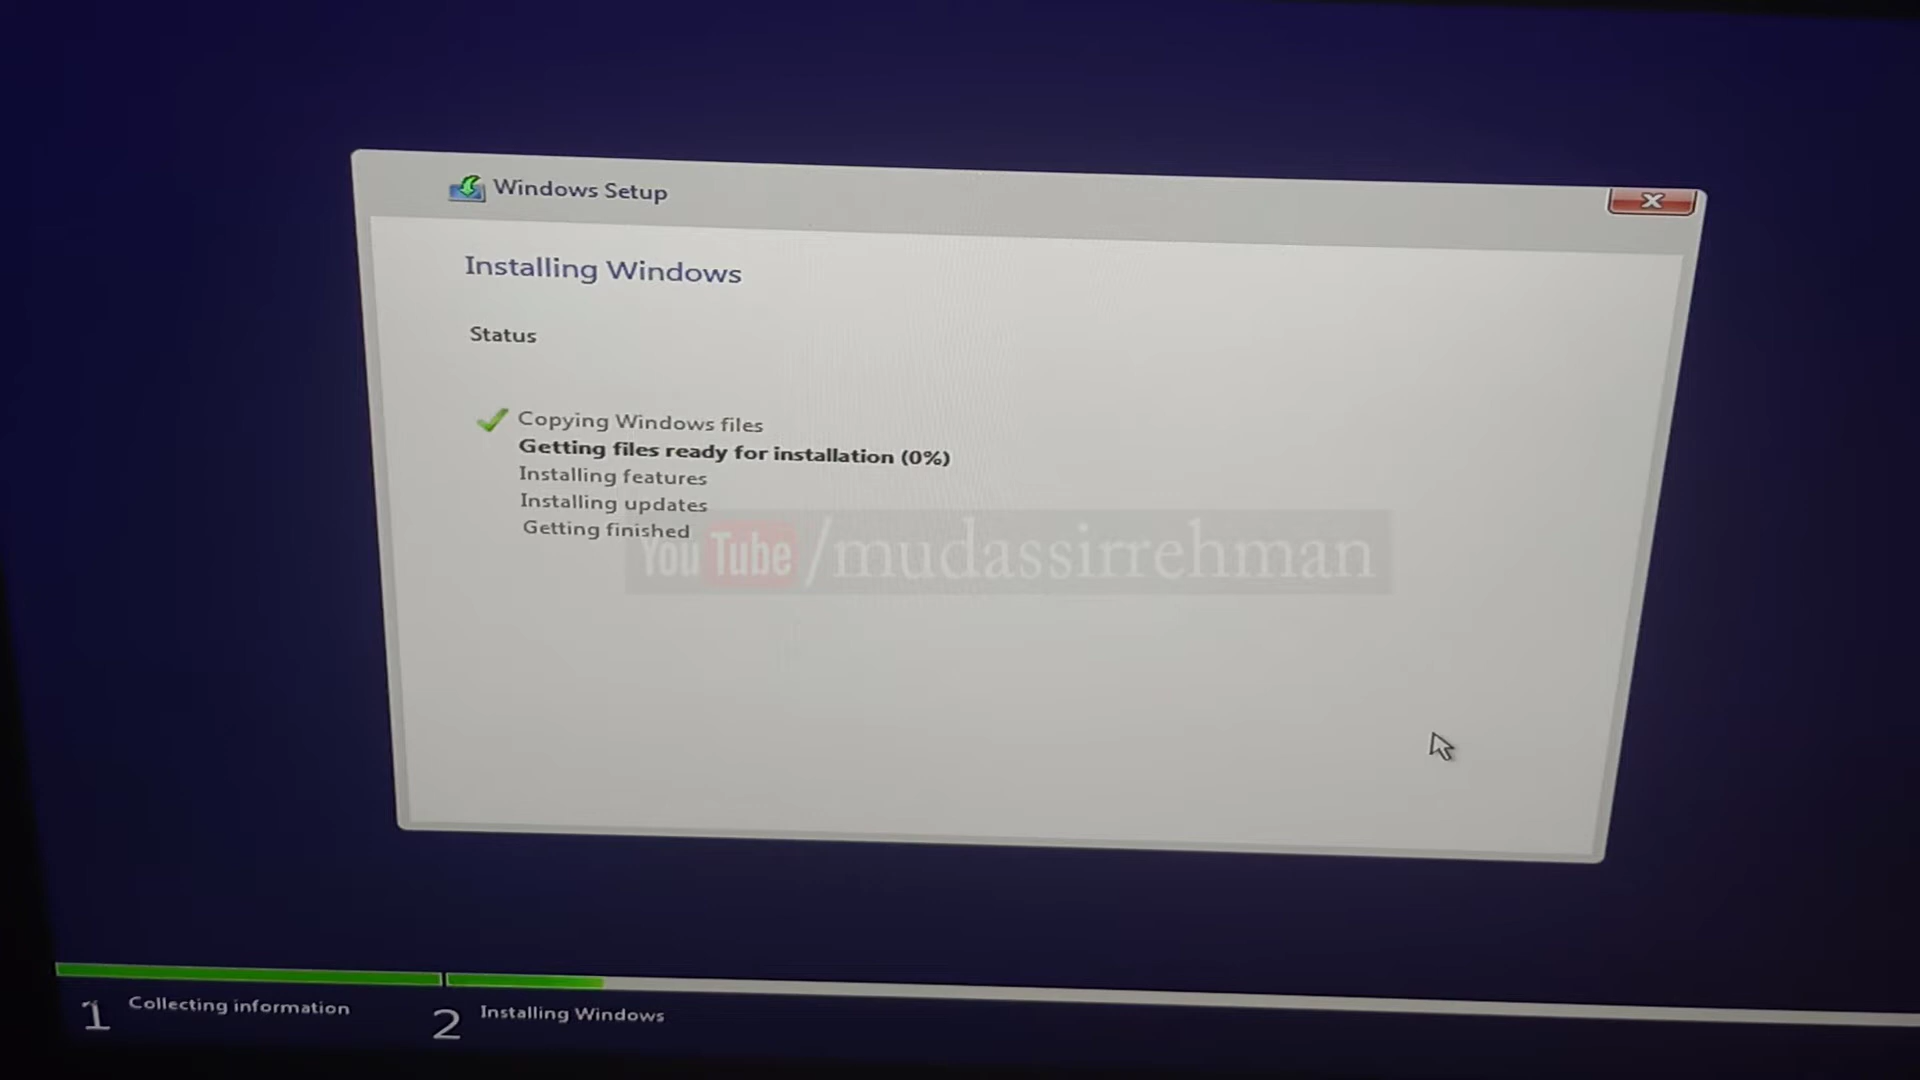 Windows Setup
Installing Windows
Status
Copying Windows files
Getting files ready for installation (0%)
Installing features
Installing updates
Getting finished
YouTube/mudassirrehman
1 Collecting information
2 Installing Windows